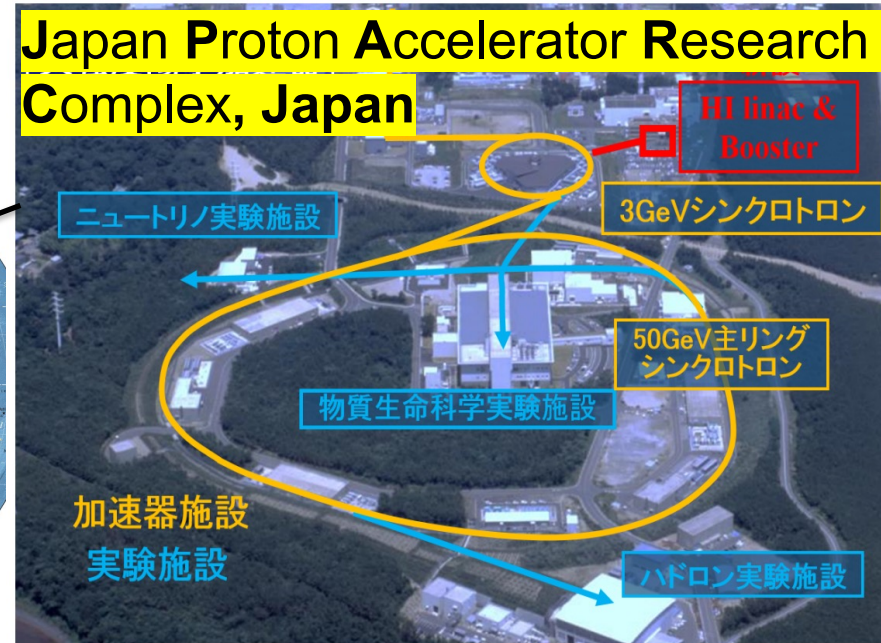 Japan Proton Accelerator Research
Complex, Japan
HI linac &
Booster
ニュートリノ実験施設
3GeVシンクロトロン
50GeV主リング
シンクロトロン
物質生命科学実験施設
加速器施設
実験施設
ハドロン実験施設